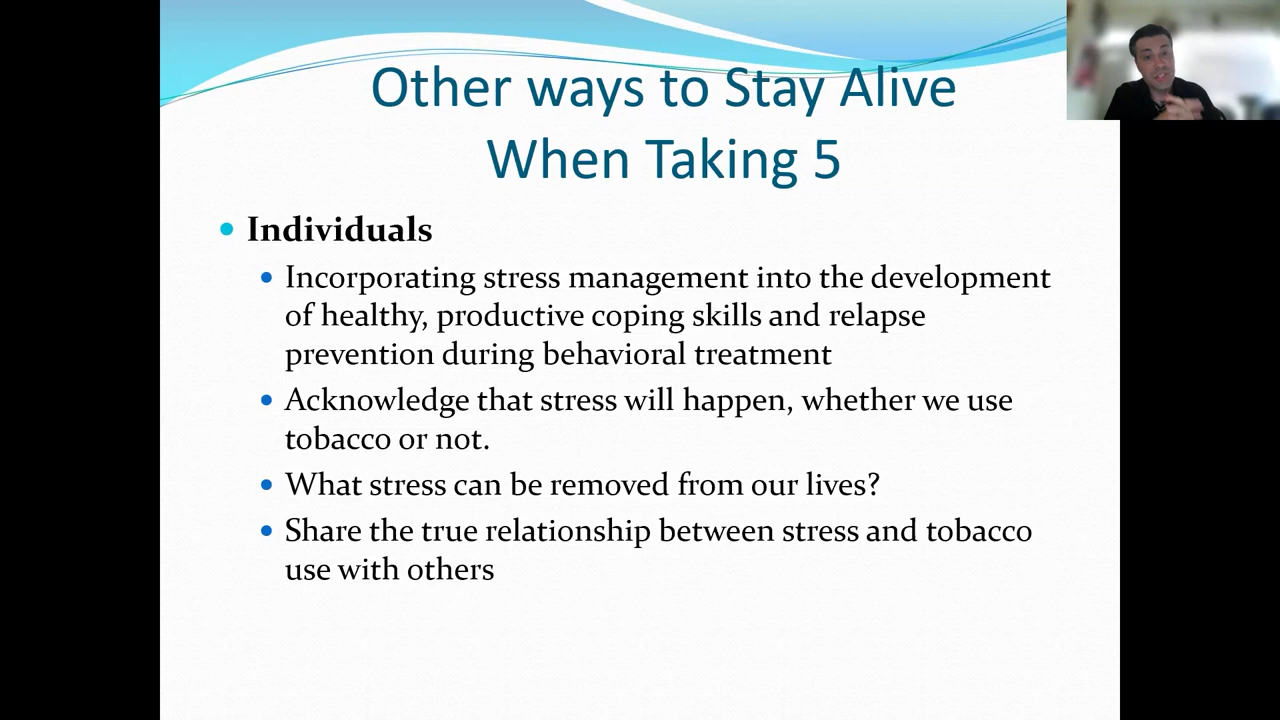 Other ways to Stay Alive
When Taking 5
Individuals
Incorporating stress management into the development
of healthy, productive coping skills and relapse
prevention during behavioral treatment
Acknowledge that stress will happen, whether we use
tobacco or not.
What stress can be removed from our lives?
Share the true relationship between stress and tobacco
use with others